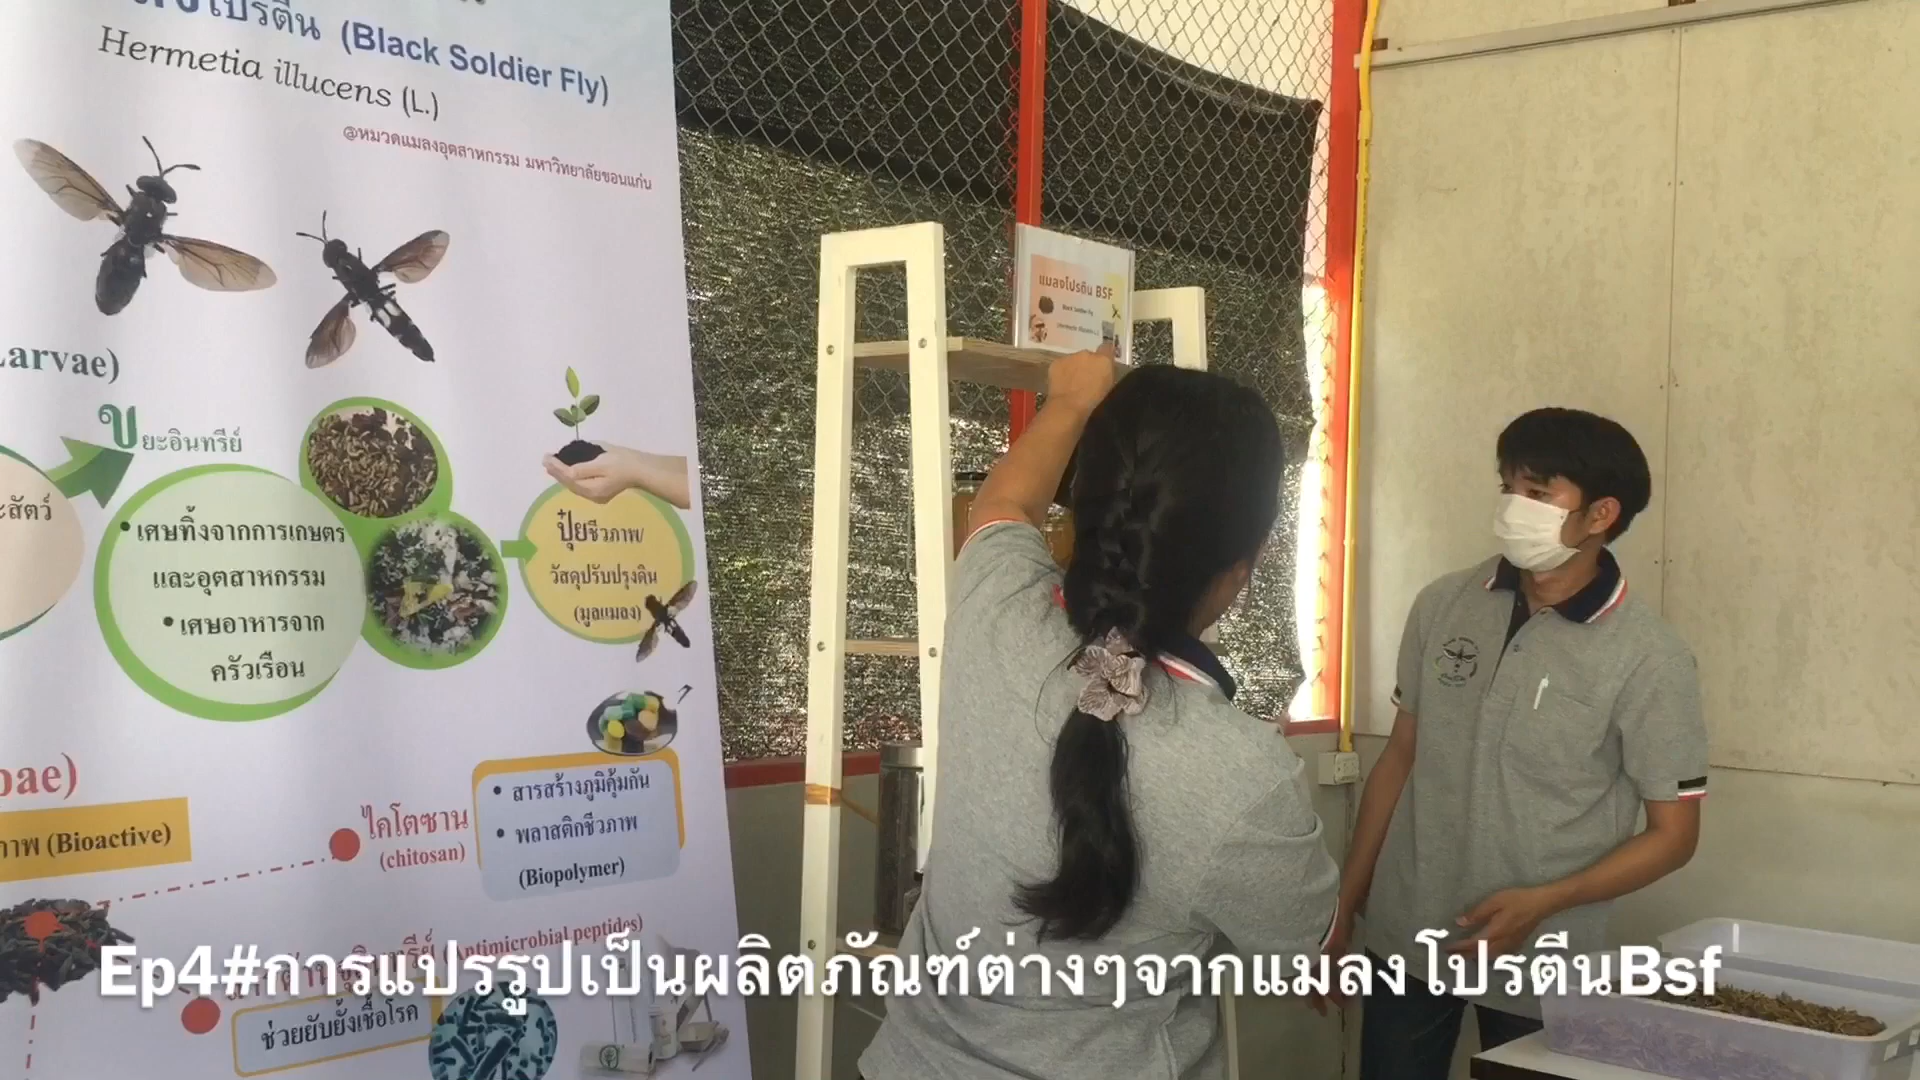 โปรตีน (Black Soldier Fly)
Hermetia illucens (L.)
@หมวดแมลงอุตสาหกรรม มหาวิทยาลัยขอนแก่น
Larvae)
ขยะอินทรีย์
• เศษทิ้งจากการเกษตร
และอุตสาหกรรม
• เศษอาหารจาก
ครัวเรือน
ปุ๋ยชีวภาพ/
วัสดุปรับปรุงดิน
(มูลแมลง)
(Bioactive)
ไคโตซาน
(chitosan)
• สารสร้างภูมิคุ้มกัน
• พลาสติกชีวภาพ
(Biopolymer)
(Antimicrobial peptides)
ช่วยยับยั้งเชื้อโรค
แมลงโปรตีน BSF
Black Soldier Fly
Ep4#การแปรรูปเป็นผลิตภัณฑ์ต่างๆจากแมลงโปรตีนBsf